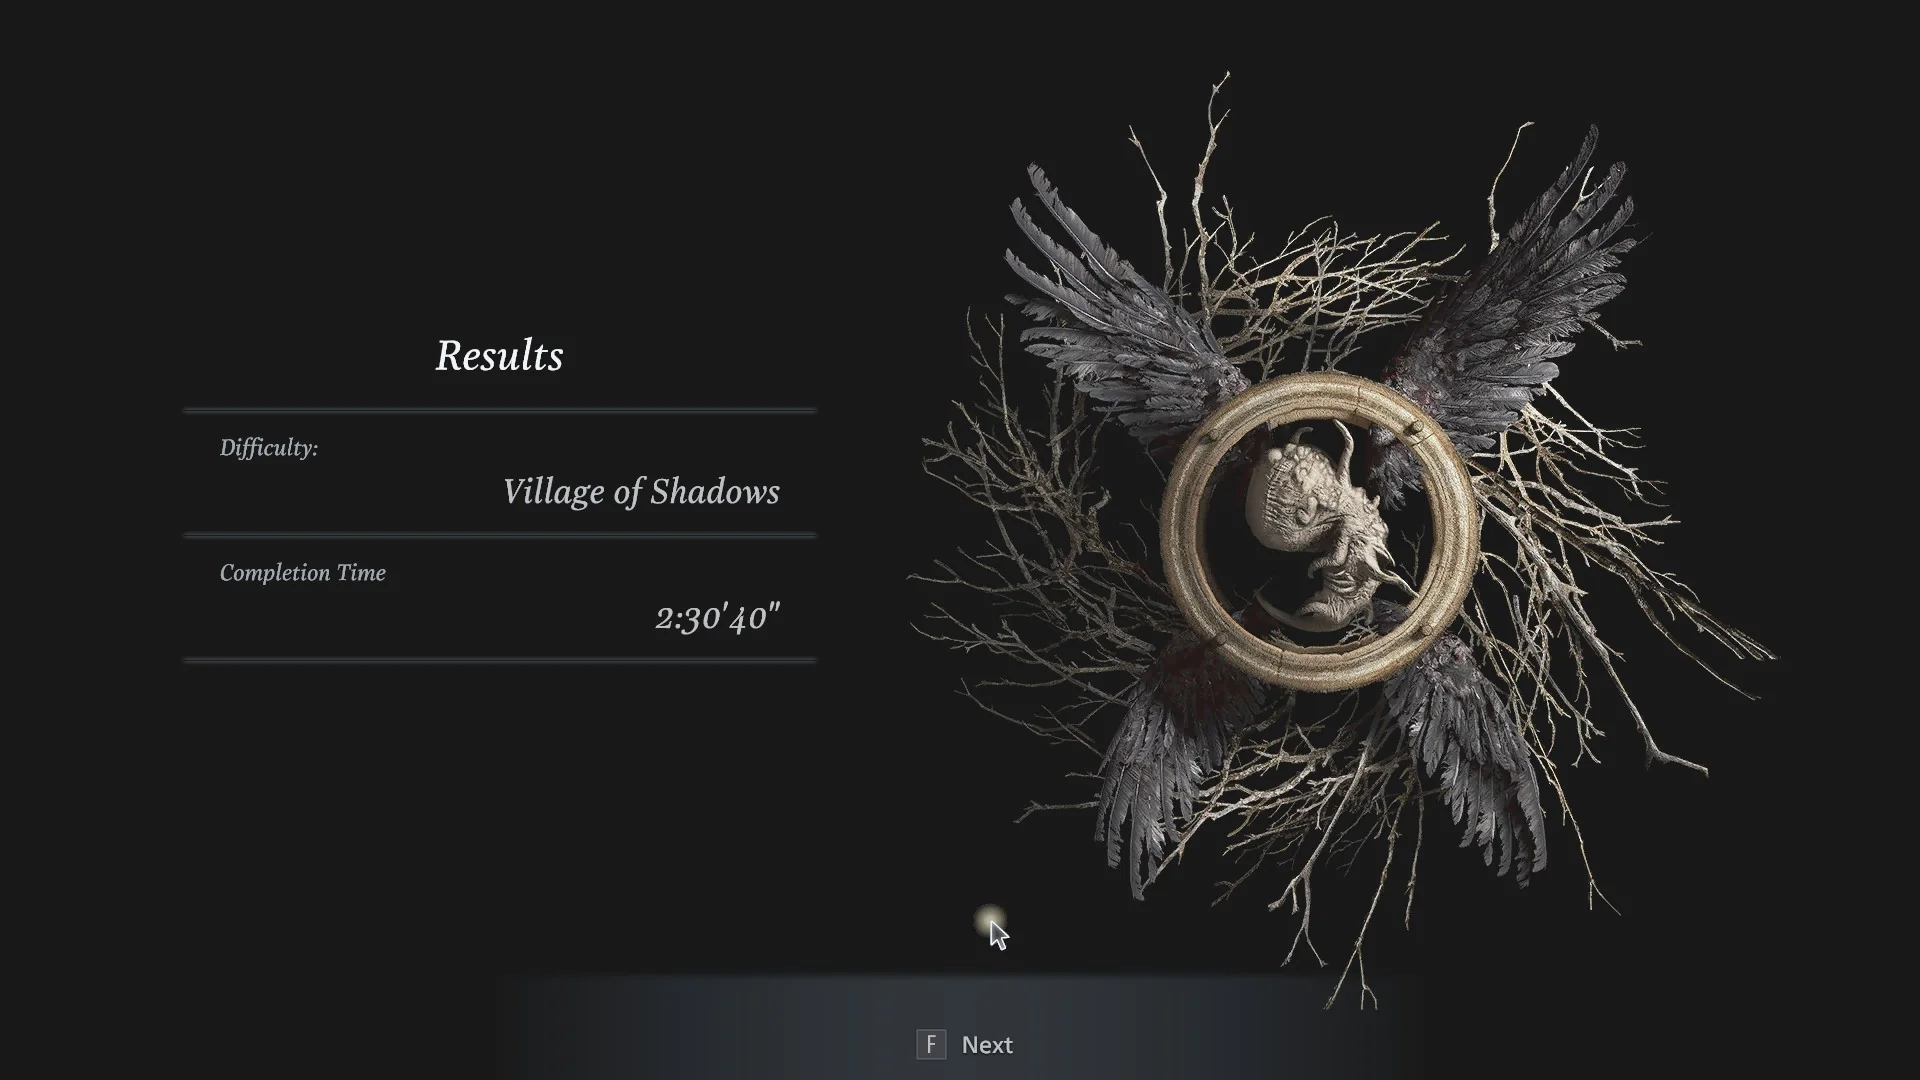 Results
Difficulty:
Village of Shadows
Completion Time
2:30'40"
F Next